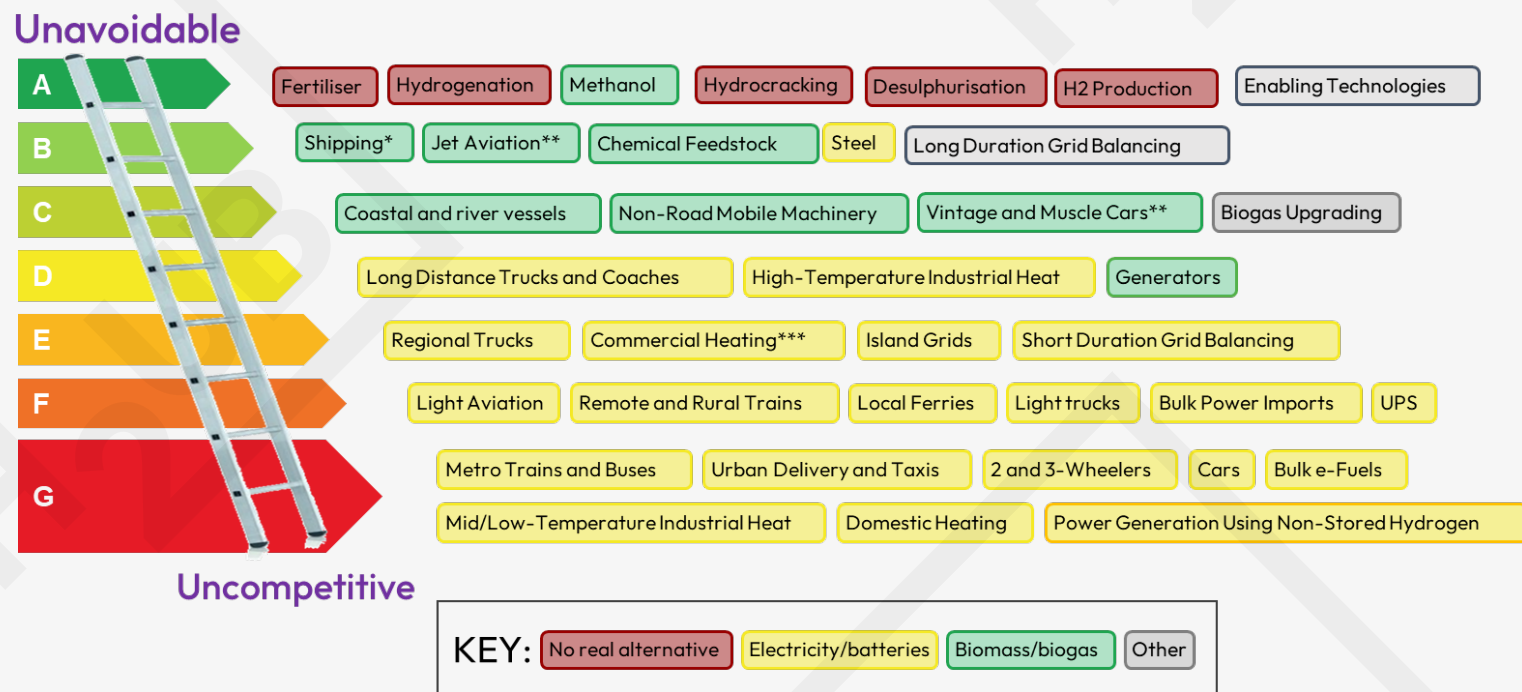 Unavoidable
A Fertiliser Hydrogenation Methanol Hydrocracking Desulphurisation H2 Production Enabling Technologies
B Shipping* Jet Aviation** Chemical Feedstock Steel Long Duration Grid Balancing
C Coastal and river vessels Non-Road Mobile Machinery Vintage and Muscle Cars** Biogas Upgrading
D Long Distance Trucks and Coaches High-Temperature Industrial Heat Generators
E Regional Trucks Commercial Heating*** Island Grids Short Duration Grid Balancing
F Light Aviation Remote and Rural Trains Local Ferries Light trucks Bulk Power Imports UPS
G Metro Trains and Buses Urban Delivery and Taxis 2 and 3-Wheelers Cars Bulk e-Fuels
Mid/Low-Temperature Industrial Heat Domestic Heating Power Generation Using Non-Stored Hydrogen
Uncompetitive
KEY: No real alternative Electricity/batteries Biomass/biogas Other